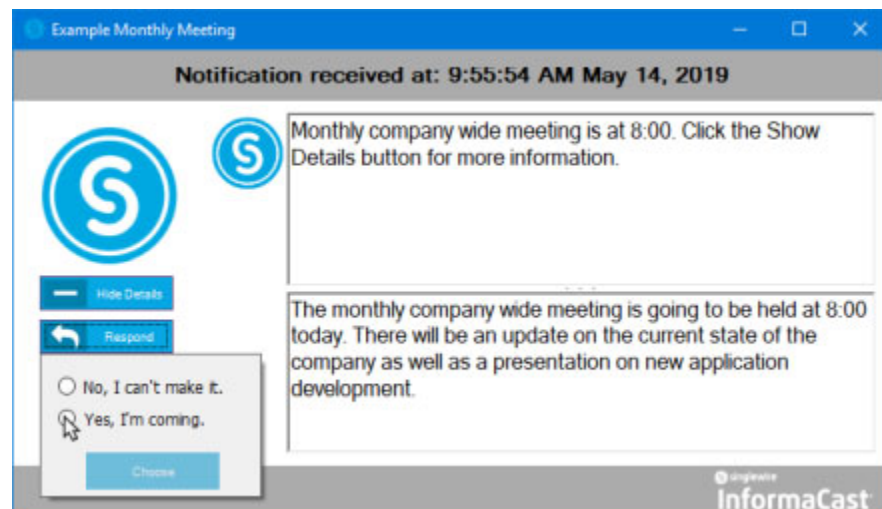 Example Monthly Meeting
Notification received at: 9:55:54 AM May 14, 2019
Monthly company wide meeting is at 8:00. Click the Show
Details button for more information.
Hide Details
Respond
The monthly company wide meeting is going to be held at 8:00
today. There will be an update on the current state of the
company as well as a presentation on new application
development.
No, I can't make it.
Yes, I'm coming.
Choose
singlewire
InformaCast